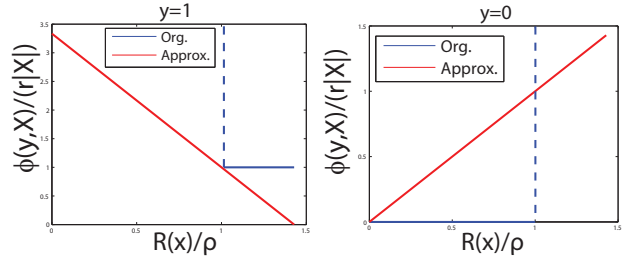 y=1
3.5
3
2.5
2
1.5
1
0.5
0
0
0.5
1
1.5
Org.
Approx.
ϕ(y,X)/(r|X|)
R(x)/ρ
y=0
1.5
1
0.5
0
0
0.5
1
1.5
Org.
Approx.
ϕ(y,X)/(r|X|)
R(x)/ρ